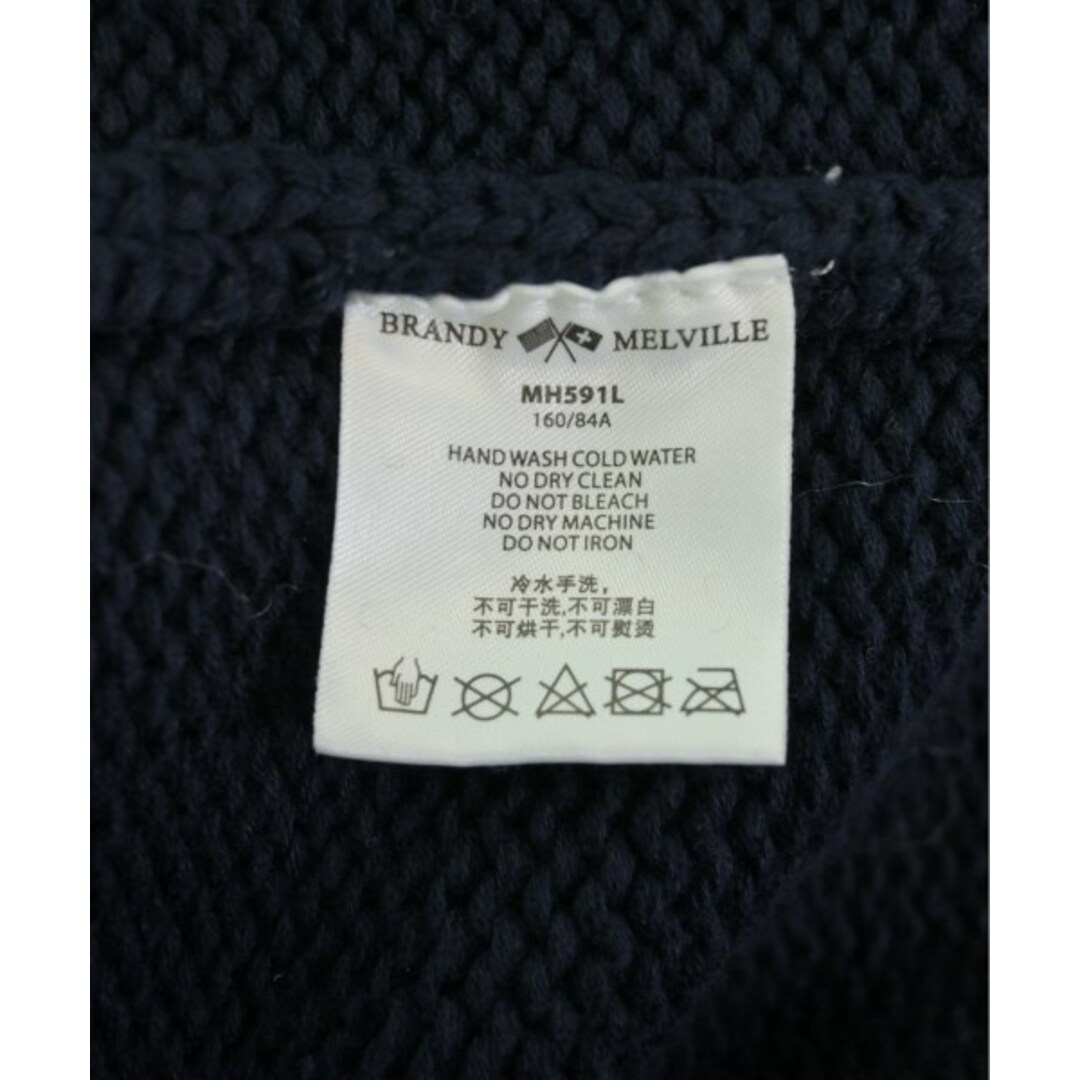 BRANDY MELVILLE
MH591L
160/84A
HAND WASH COLD WATER
NO DRY CLEAN
DO NOT BLEACH
NO DRY MACHINE
DO NOT IRON
冷水手洗，
不可干洗,不可漂白
不可烘干,不可熨烫